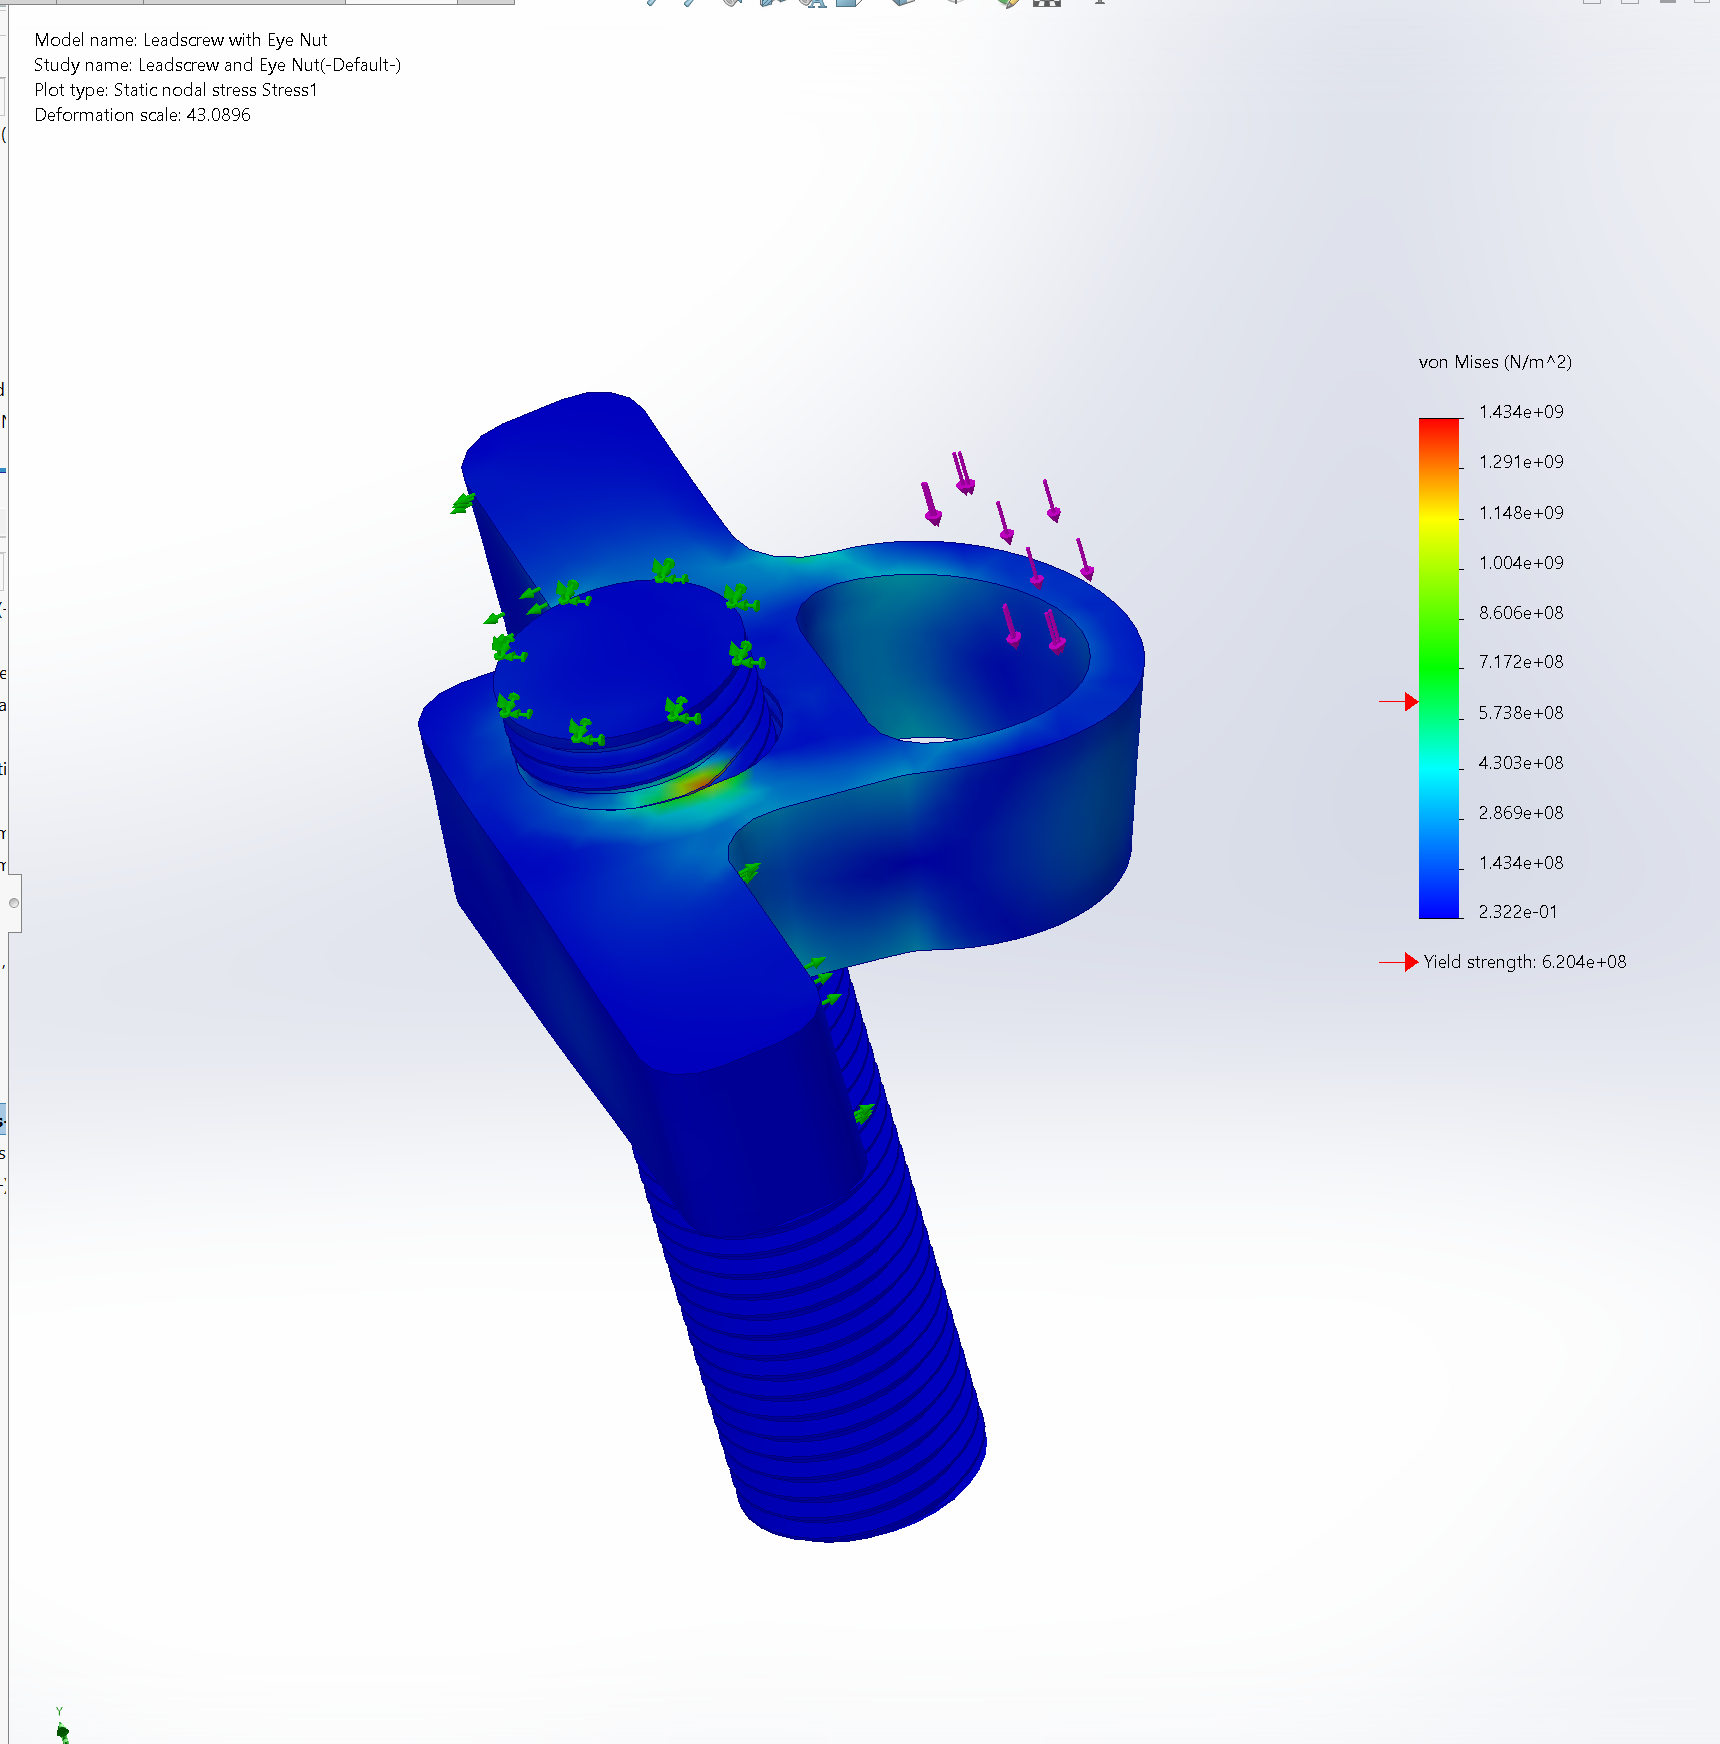 Model name: Leadscrew with Eye Nut
Study name: Leadscrew and Eye Nut(-Default-)
Plot type: Static nodal stress Stress1
Deformation scale: 43.0896
von Mises (N/m^2)
1.434e+09
1.291e+09
1.148e+09
1.004e+09
8.606e+08
7.172e+08
5.738e+08
4.303e+08
2.869e+08
1.434e+08
2.322e-01
Yield strength: 6.204e+08
Y